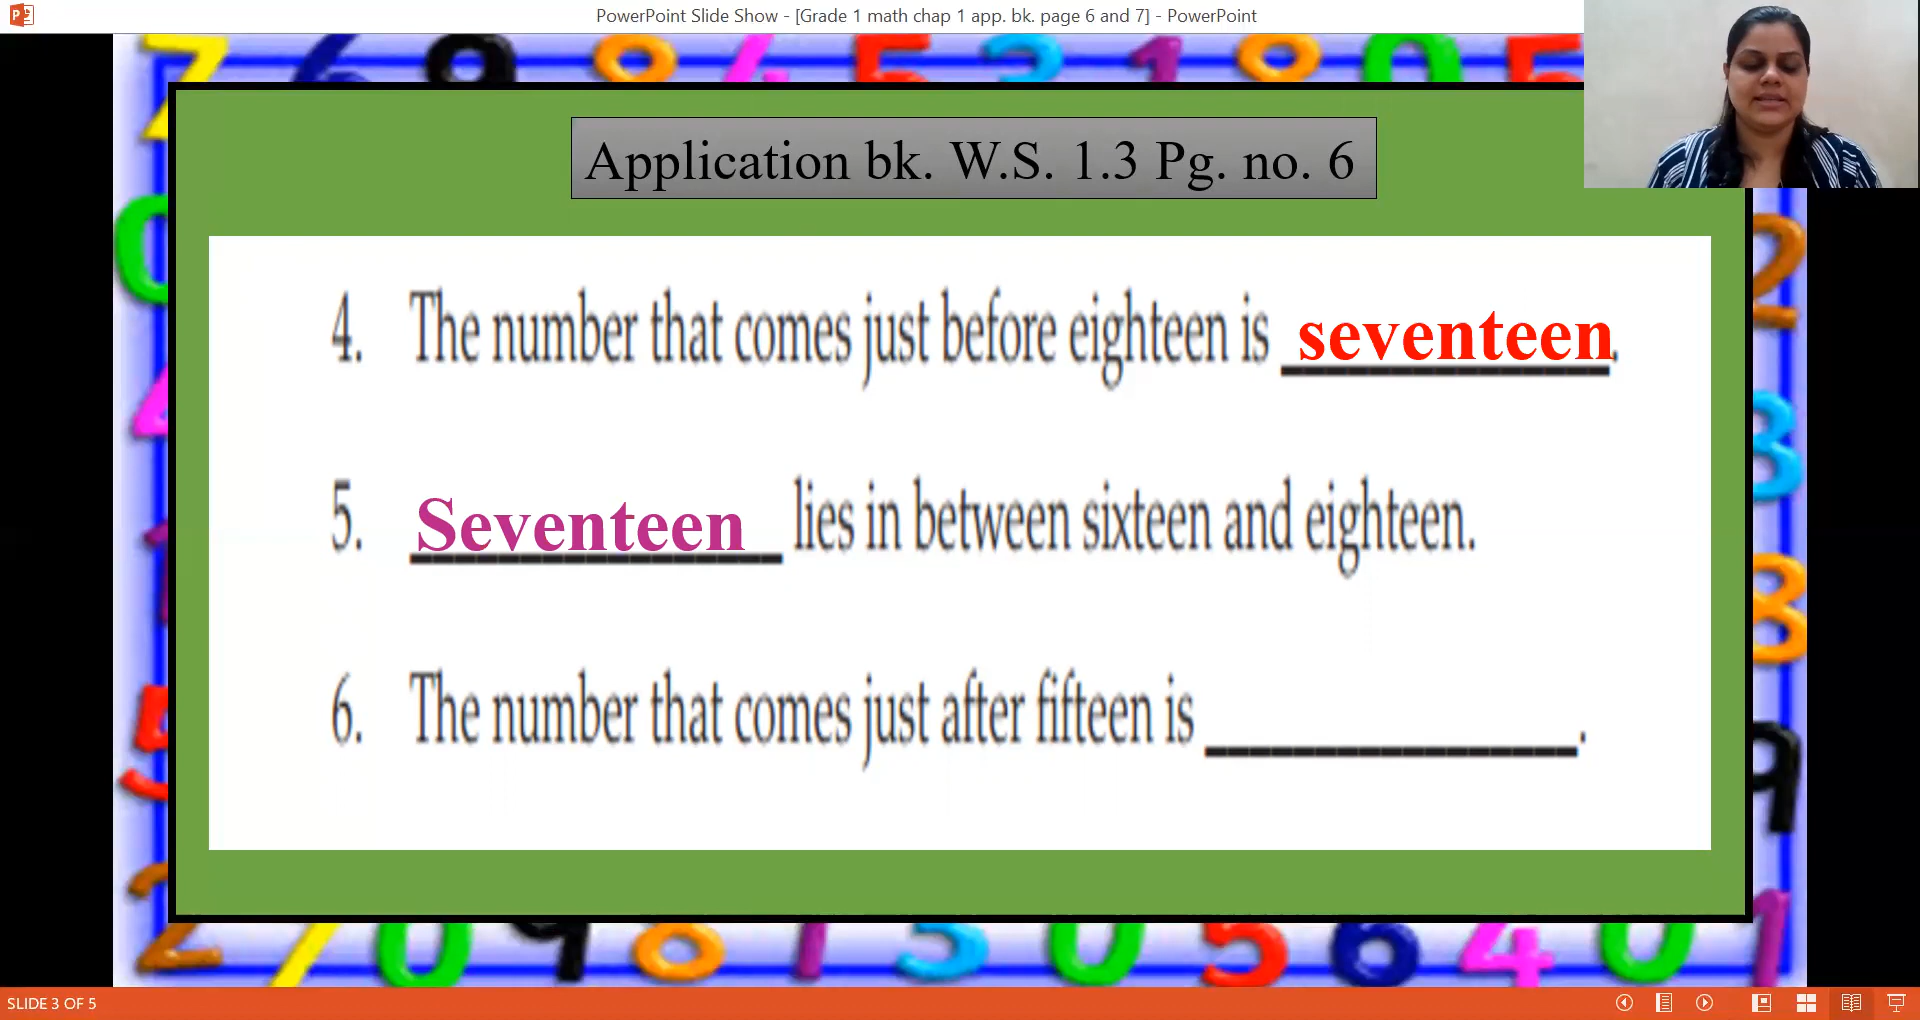 PowerPoint Slide Show - [Grade 1 math chap 1 app. bk. page 6 and 7] - PowerPoint
Application bk. W.S. 1.3 Pg. no. 6
4. The number that comes just before eighteen is seventeen.
5. Seventeen lies in between sixteen and eighteen.
6. The number that comes just after fifteen is ________.
SLIDE 3 OF 5